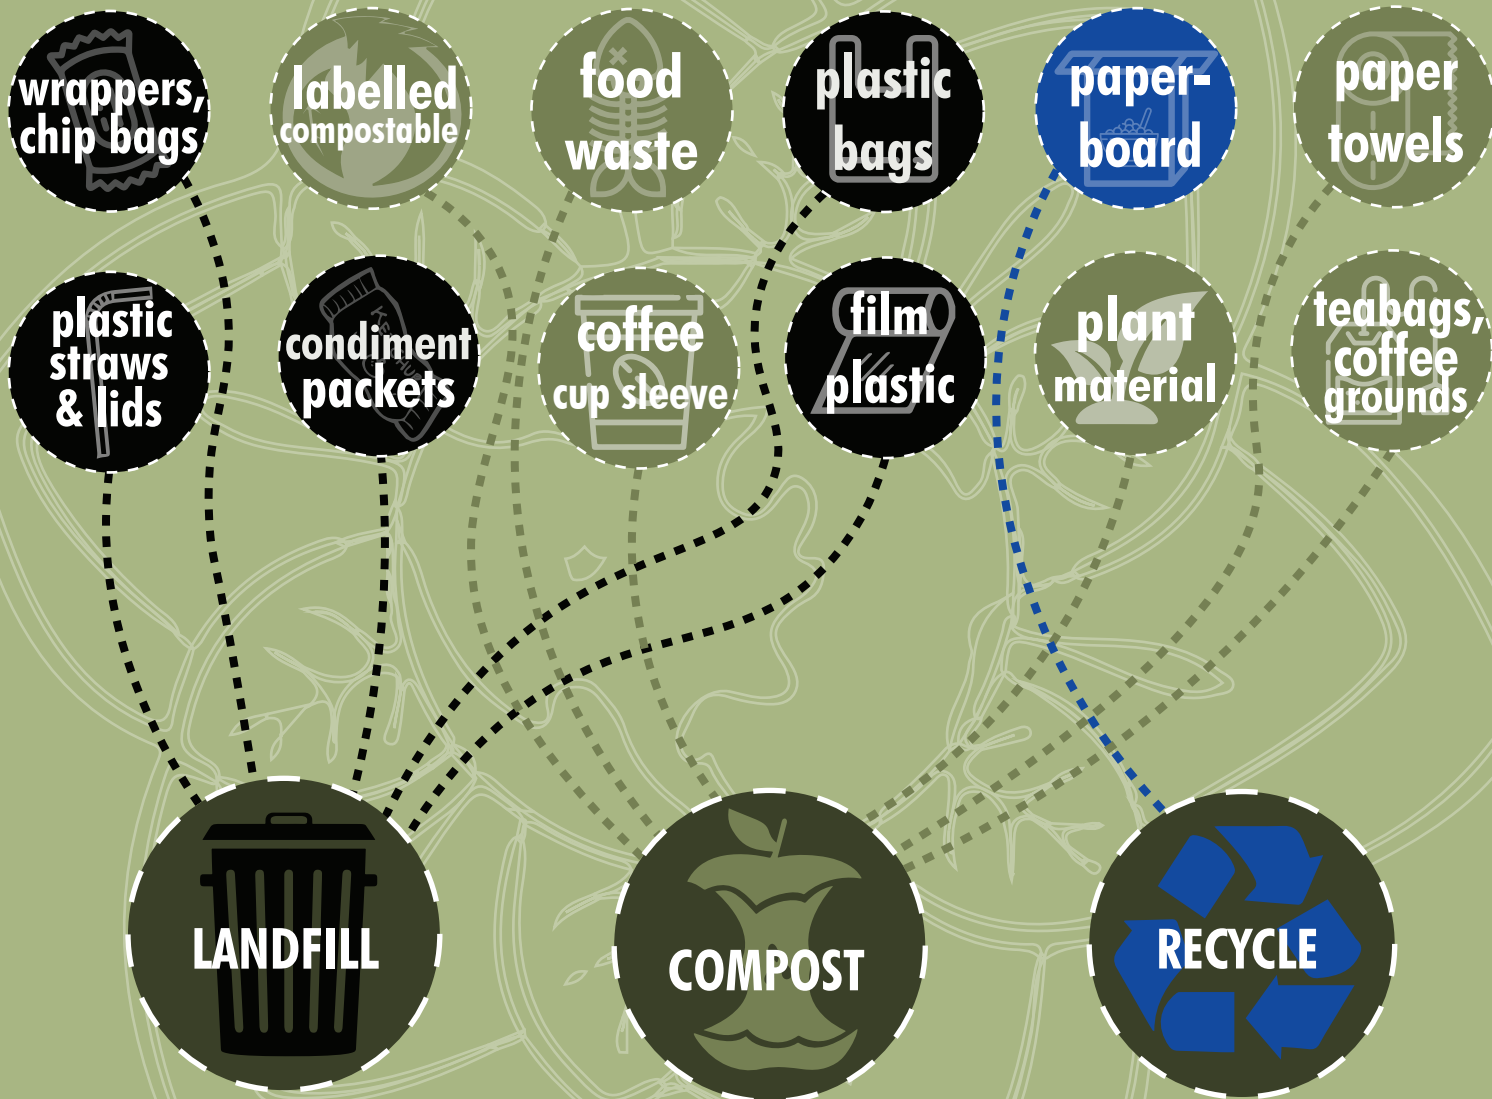 wrappers,
chip bags
labelled
compostable
food
waste
plastic
bags
paper-
board
paper
towels
plastic
straws
& lids
condiment
packets
coffee
cup sleeve
film
plastic
plant
material
teabags,
coffee
grounds
LANDFILL
COMPOST
RECYCLE